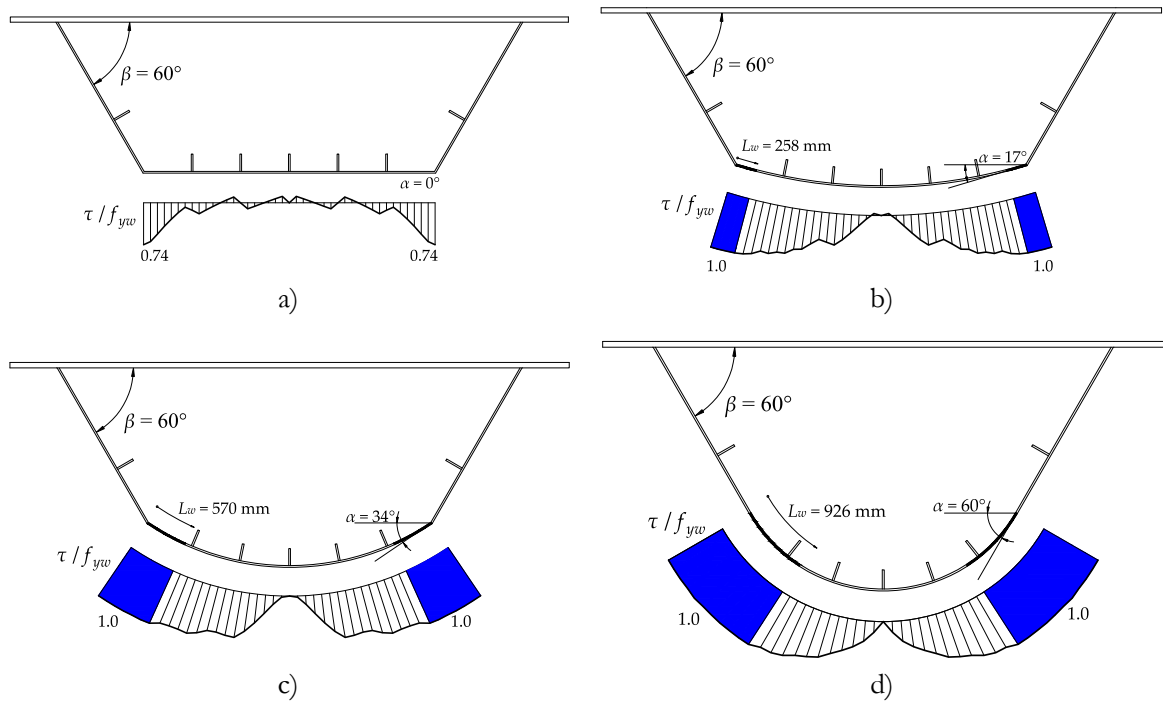 β = 60°
α = 0°
τ / f_yw
0.74
0.74
a)
β = 60°
L_w = 258 mm
α = 17°
τ / f_yw
1.0
1.0
b)
β = 60°
L_w = 570 mm
α = 34°
τ / f_yw
1.0
1.0
c)
β = 60°
L_w = 926 mm
α = 60°
τ / f_yw
1.0
1.0
d)